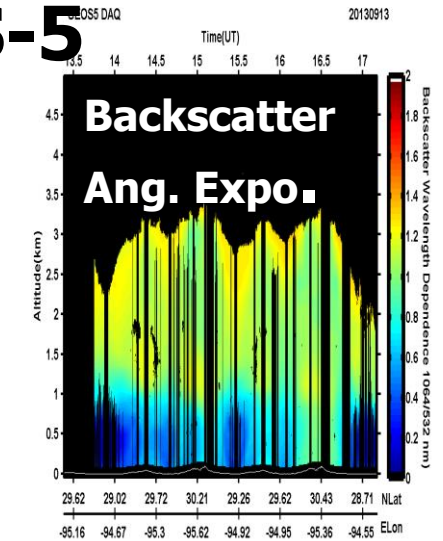 S-5
SEOS5 DAQ 20130913
Time(UT)
13.5 14 14.5 15 15.5 16 16.5 17
Backscatter
Ang. Expo.
Altitude(km)
4.5
4
3.5
3
2.5
2
1.5
1
0.5
0
29.62 29.02 29.72 30.21 29.26 29.62 30.43 28.71 NLat
-95.16 -94.67 -95.3 -95.62 -94.92 -94.95 -95.36 -94.55 ELon
2
1.8
1.6
1.4
1.2
1
0.8
0.6
0.4
0.2
0
Backscatter Wavelength Dependence 1064/532 nm)